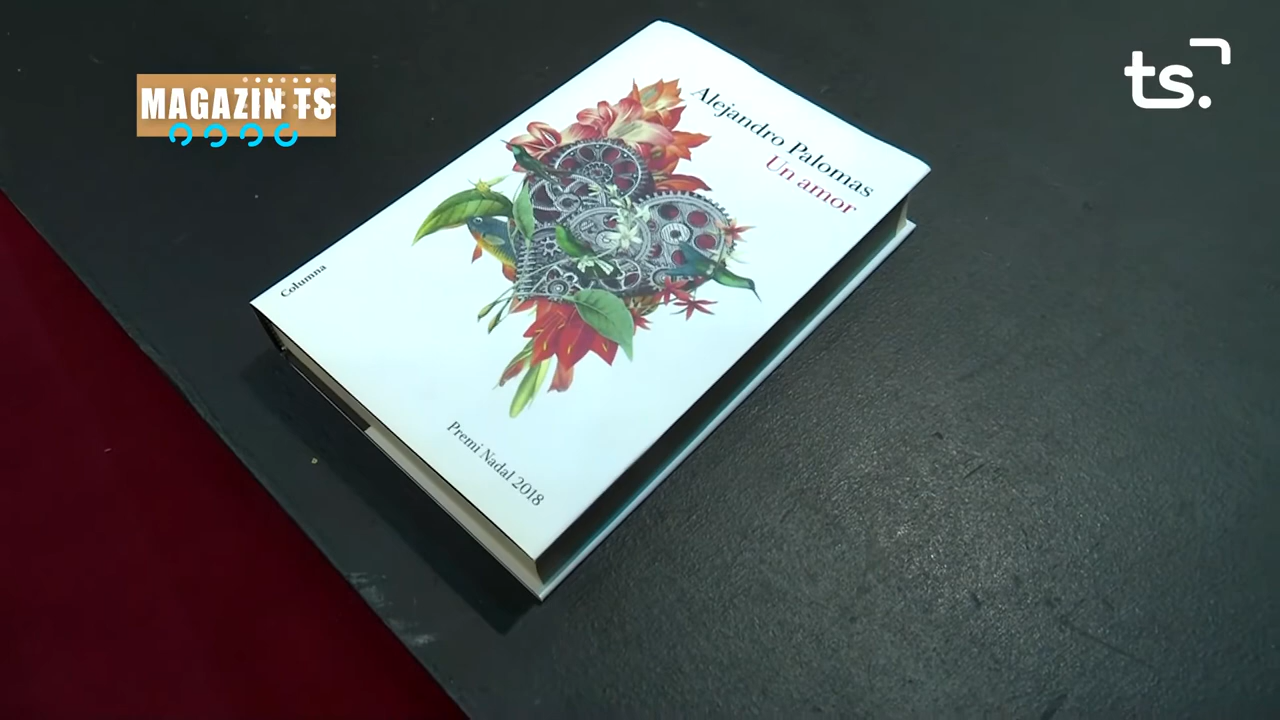 MAGAZIN TS
ts.
Alejandro Palomas
Un amor
Columna
Premi Nadal 2018